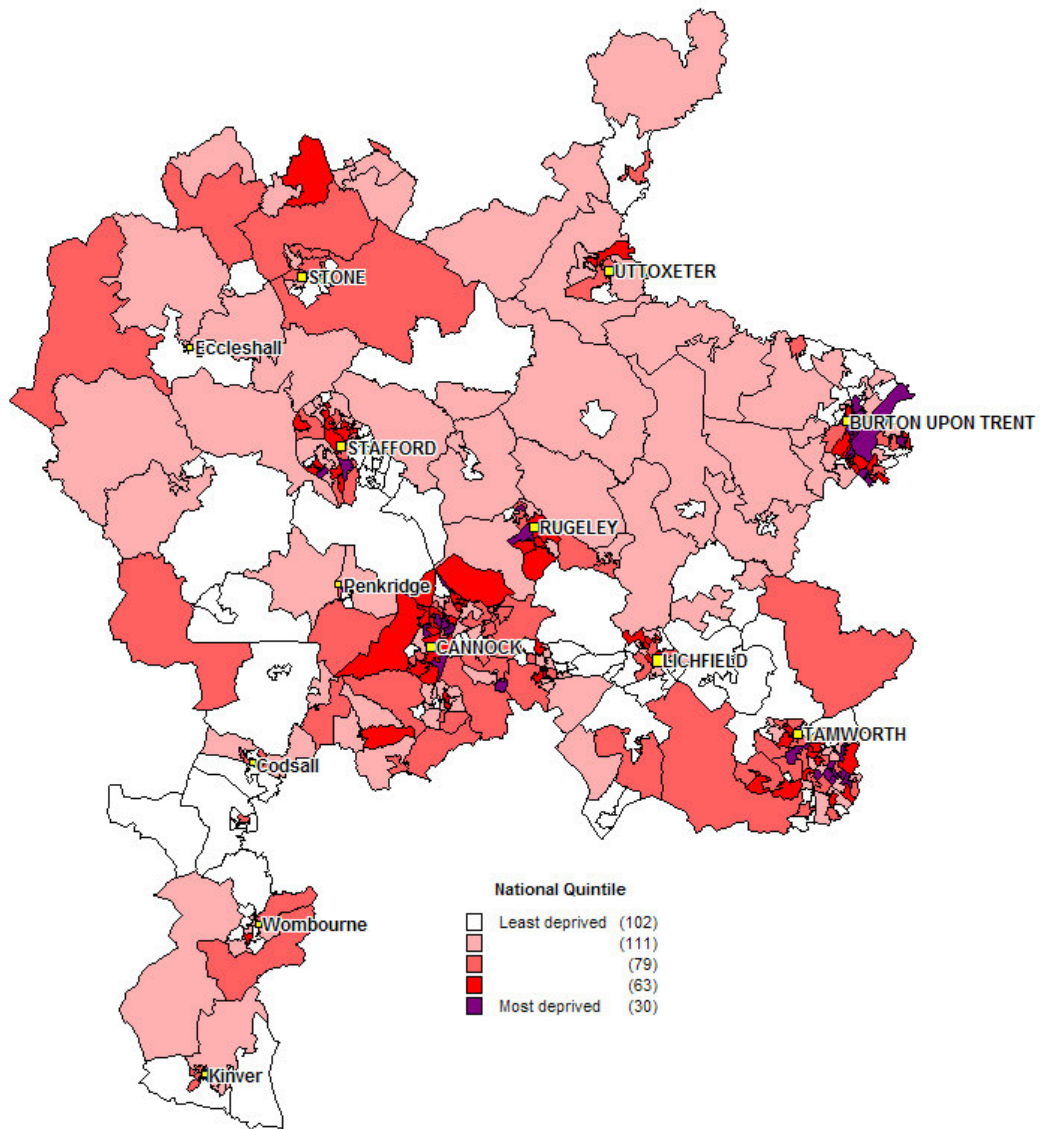 STONE
UTTOXETER
Eccleshall
BURTON UPON TRENT
STAFFORD
RUGELEY
Penkridge
CANNOCK
LICHFIELD
TAMWORTH
Codsall
National Quintile
Least deprived (102)
(111)
Wombourne
(79)
(63)
Most deprived (30)
Kinver